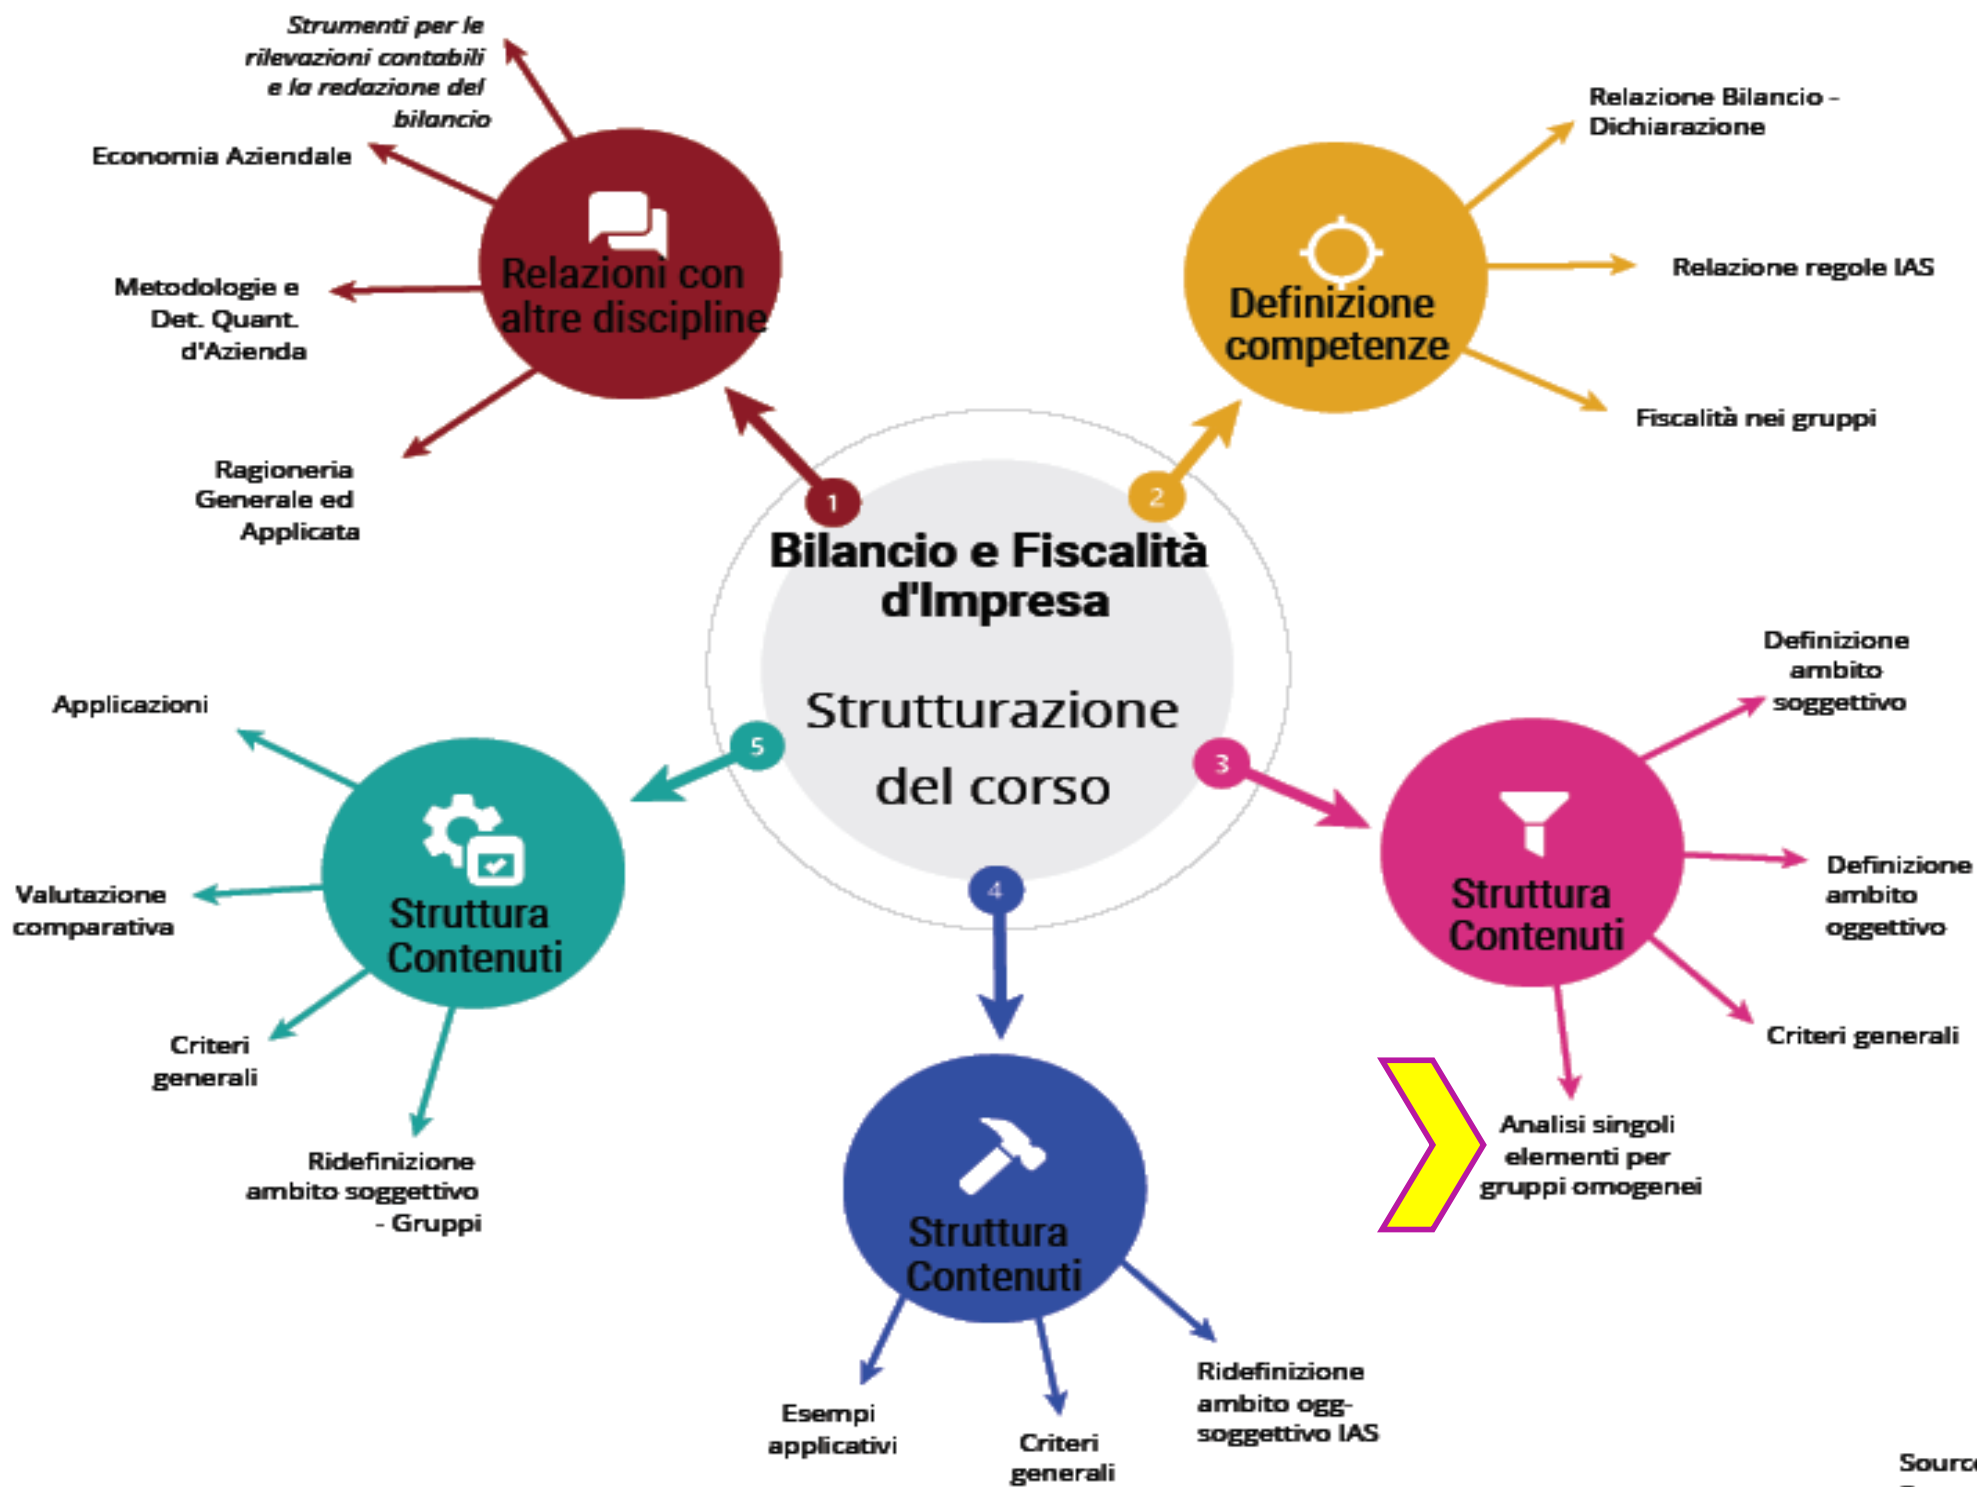 Strumenti per le
rilevazioni contabili
e la redazione del
bilancio
Economia Aziendale
Metodologie e
Det. Quant.
d'Azienda
Ragioneria
Generale ed
Applicata
Relazioni con
altre discipline
Definizione
competenze
Relazione Bilancio -
Dichiarazione
Relazione regole IAS
Fiscalità nei gruppi
1
2
Bilancio e Fiscalità
d'Impresa
Strutturazione
del corso
3
4
5
Struttura
Contenuti
Definizione
ambito
soggettivo
Definizione
ambito
oggettivo
Criteri generali
Analisi singoli
elementi per
gruppi omogenei
Struttura
Contenuti
Ridefinizione
ambito ogg-
soggettivo IAS
Criteri
generali
Esempi
applicativi
Struttura
Contenuti
Applicazioni
Valutazione
comparativa
Criteri
generali
Ridefinizione
ambito soggettivo
- Gruppi